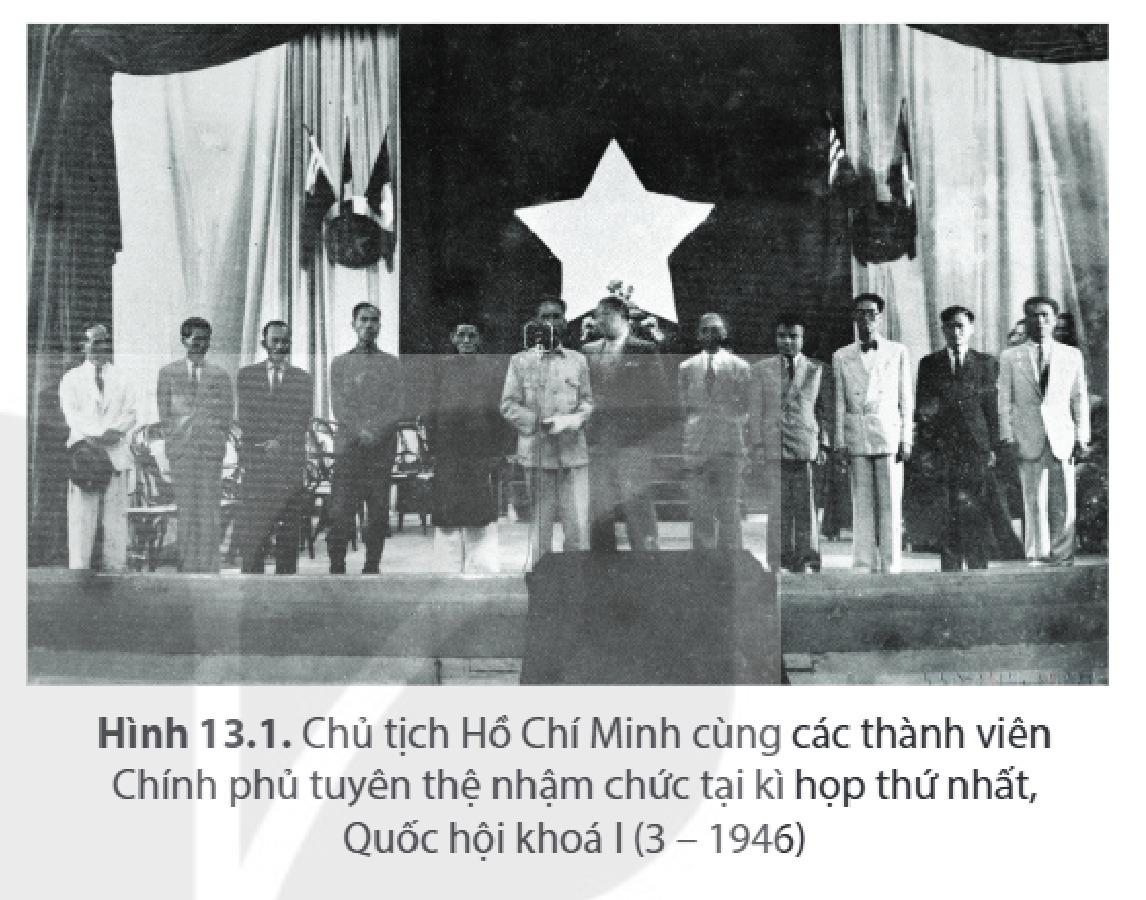 Hình 13.1. Chủ tịch Hồ Chí Minh cùng các thành viên
Chính phủ tuyên thệ nhậm chức tại kì họp thứ nhất,
Quốc hội khoá I (3 – 1946)